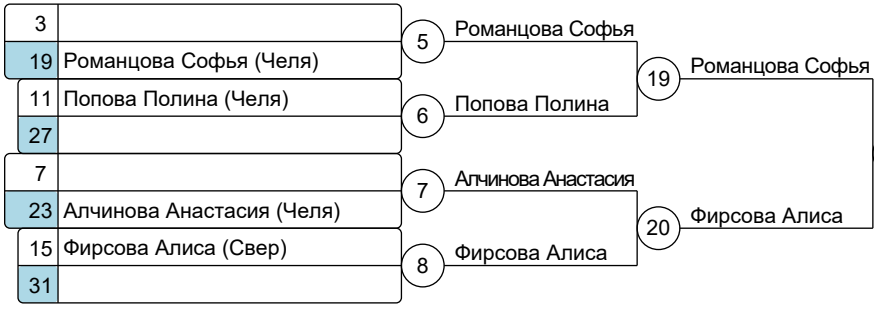 3
19 Романцова Софья (Челя)
11 Попова Полина (Челя)
27
7
23 Алчинова Анастасия (Челя)
15 Фирсова Алиса (Свер)
31
5
Романцова Софья
6
Попова Полина
7
Алчинова Анастасия
8
Фирсова Алиса
19
Романцова Софья
20
Фирсова Алиса